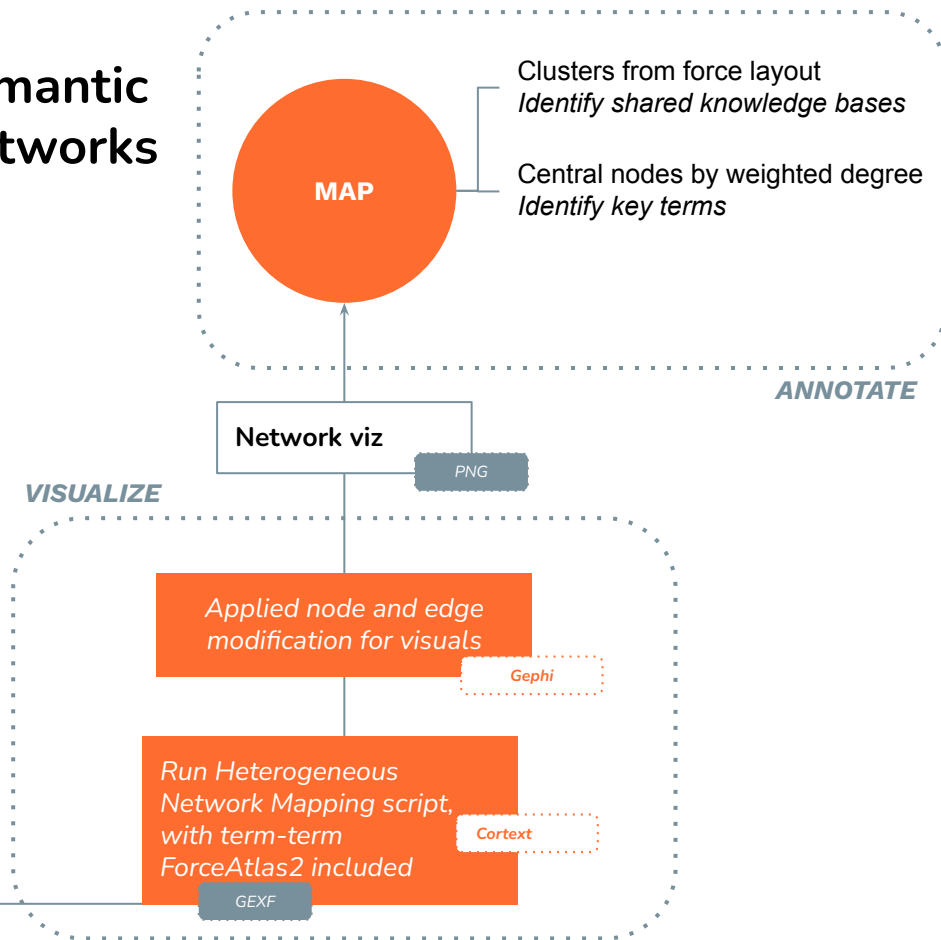 mantic
tworks
MAP
Clusters from force layout
Identify shared knowledge bases
Central nodes by weighted degree
Identify key terms
ANNOTATE
Network viz
PNG
VISUALIZE
Applied node and edge
modification for visuals
Gephi
Run Heterogeneous
Network Mapping script,
with term-term
ForceAtlas2 included
Cortext
GEXF